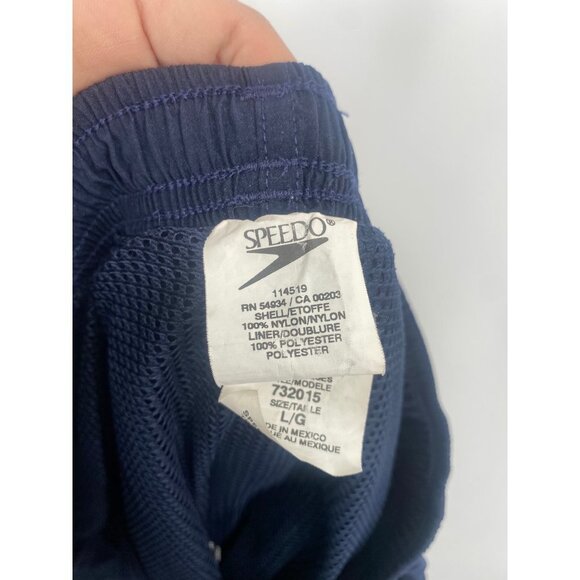 SPEEDO®
114519
RN 54934 / CA 00203
SHELL/ETOFFE
100% NYLON/NYLON
LINER/DOUBLURE
100% POLYESTER
POLYESTER
/MODELE
732015
SIZE/TAILLE
L/G
DE IN MEXICO
AU MEXIQUE